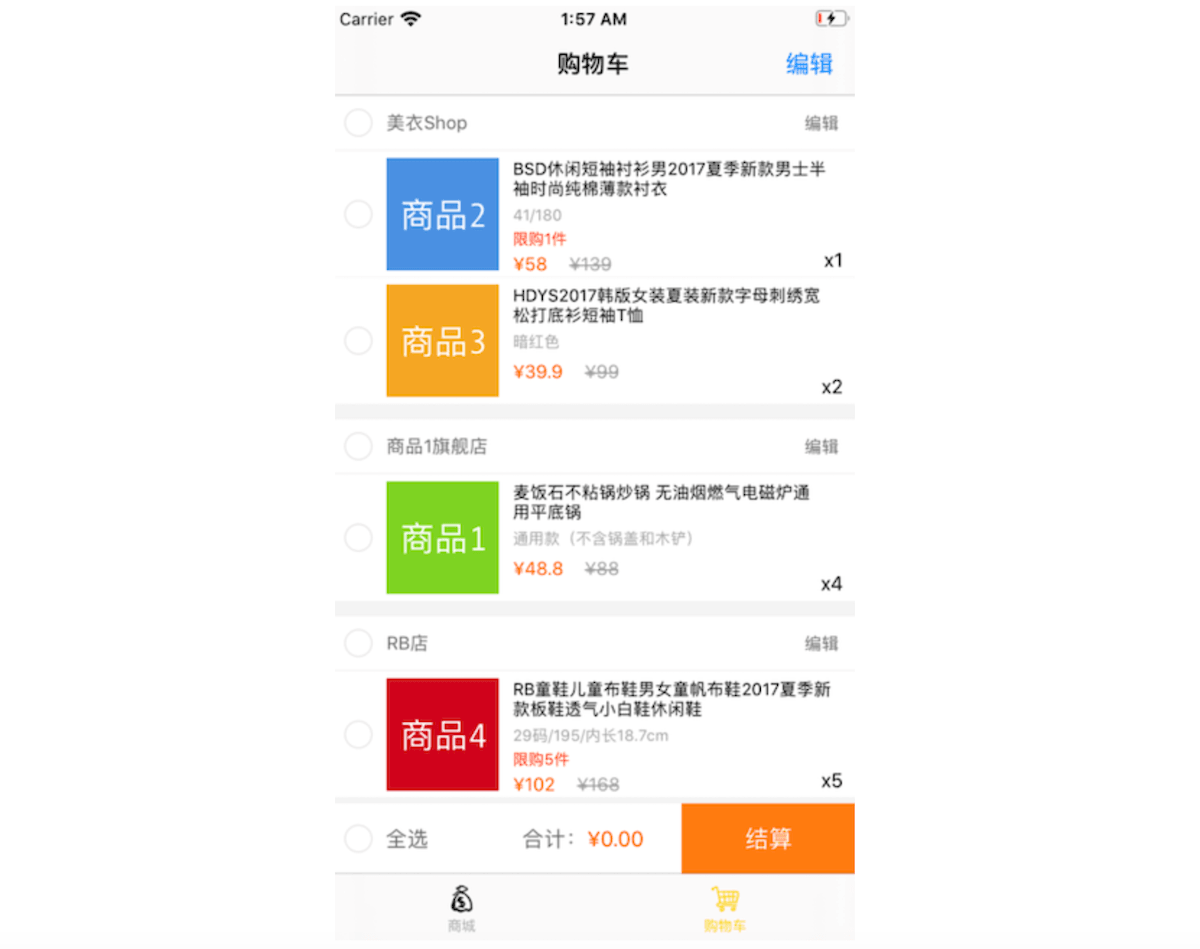 Carrier 1:57 AM
购物车 编辑
美衣Shop 编辑
商品2
BSD休闲短袖衬衫男2017夏季新款男士半
袖时尚纯棉薄款衬衣
41/180
限购1件
¥58 ¥139 x1
商品3
HDYS2017韩版女装夏装新款字母刺绣宽
松打底衫短袖T恤
暗红色
¥39.9 ¥99
x2
商品1旗舰店 编辑
商品1
麦饭石不粘锅炒锅 无油烟燃气电磁炉通
用平底锅
通用款（不含锅盖和木铲）
¥48.8 ¥88
x4
RB店 编辑
商品4
RB童鞋儿童布鞋男女童帆布鞋2017夏季新
款板鞋透气小白鞋休闲鞋
29码/195/内长18.7cm
限购5件
¥102 ¥168 x5
全选 合计：¥0.00 结算
商城 购物车